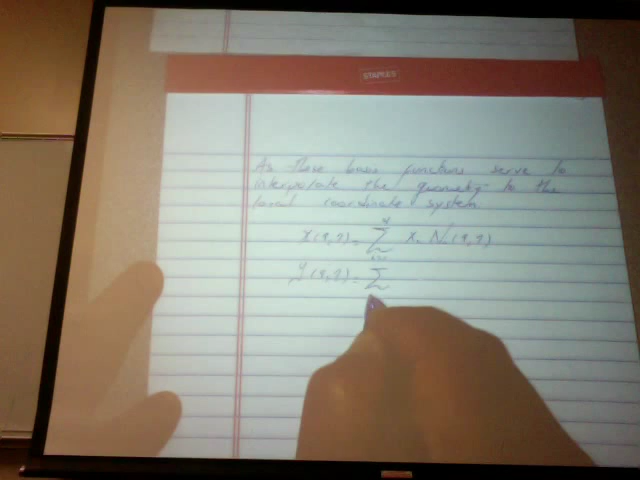 STAPLES
As these basis functions serve to
interpolate the geometry to the
local coordinate system
x(ξ,η) = Σ xᵢ Nᵢ(ξ,η)
y(ξ,η) = Σ